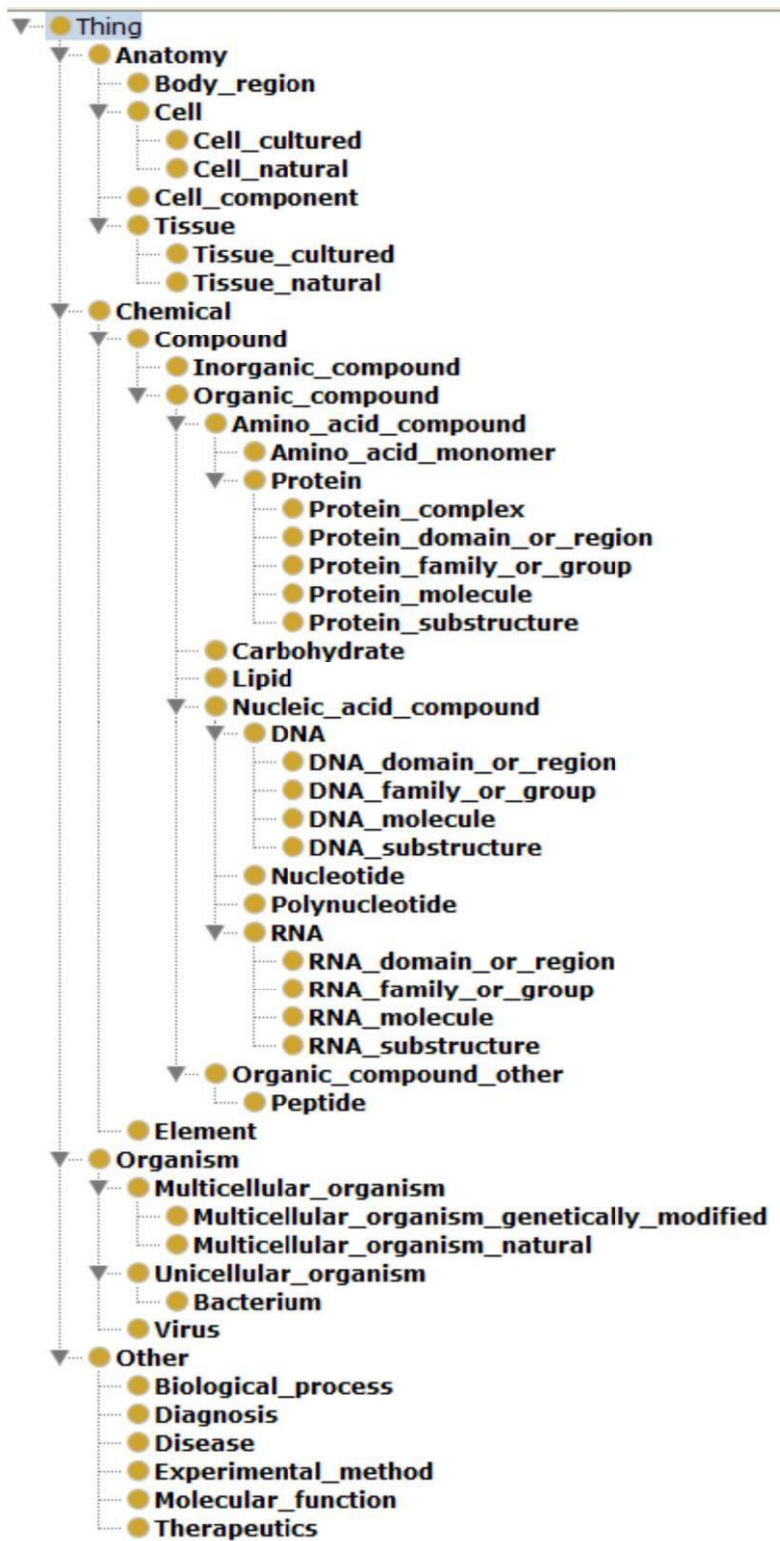 Thing
Anatomy
Body_region
Cell
Cell_cultured
Cell_natural
Cell_component
Tissue
Tissue_cultured
Tissue_natural
Chemical
Compound
Inorganic_compound
Organic_compound
Amino_acid_compound
Amino_acid_monomer
Protein
Protein_complex
Protein_domain_or_region
Protein_family_or_group
Protein_molecule
Protein_substructure
Carbohydrate
Lipid
Nucleic_acid_compound
DNA
DNA_domain_or_region
DNA_family_or_group
DNA_molecule
DNA_substructure
Nucleotide
Polynucleotide
RNA
RNA_domain_or_region
RNA_family_or_group
RNA_molecule
RNA_substructure
Organic_compound_other
Peptide
Element
Organism
Multicellular_organism
Multicellular_organism_genetically_modified
Multicellular_organism_natural
Unicellular_organism
Bacterium
Virus
Other
Biological_process
Diagnosis
Disease
Experimental_method
Molecular_function
Therapeutics